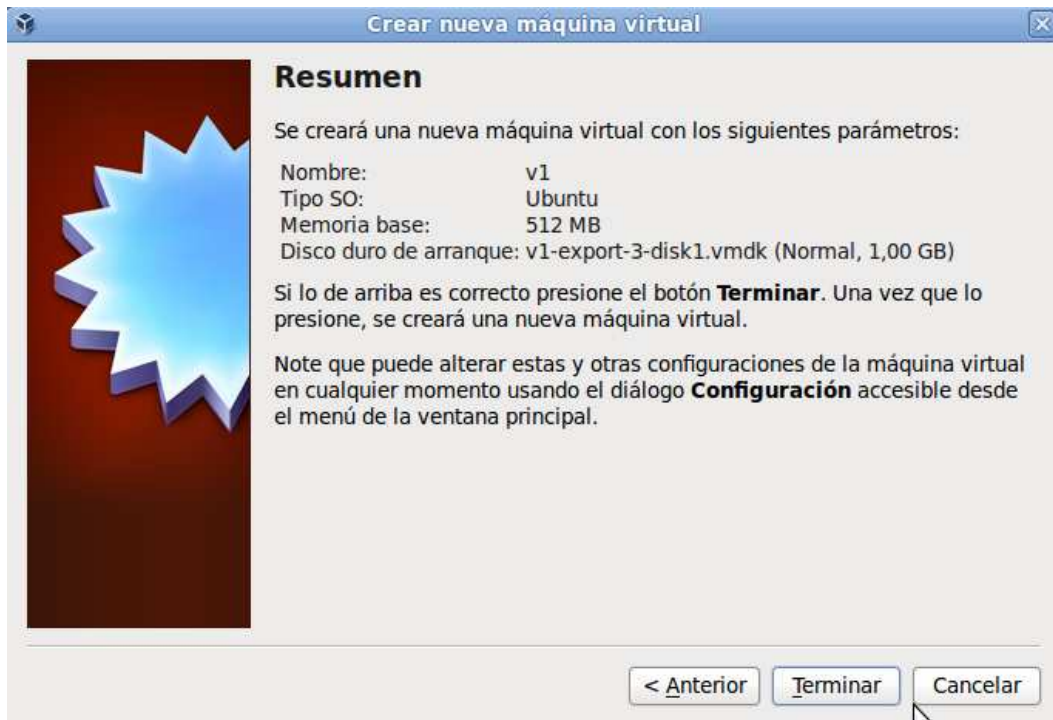 Crear nueva máquina virtual
Resumen
Se creará una nueva máquina virtual con los siguientes parámetros:
Nombre: v1
Tipo SO: Ubuntu
Memoria base: 512 MB
Disco duro de arranque: v1-export-3-disk1.vmdk (Normal, 1,00 GB)
Si lo de arriba es correcto presione el botón Terminar. Una vez que lo
presione, se creará una nueva máquina virtual.
Note que puede alterar estas y otras configuraciones de la máquina virtual
en cualquier momento usando el diálogo Configuración accesible desde
el menú de la ventana principal.
< Anterior Terminar Cancelar